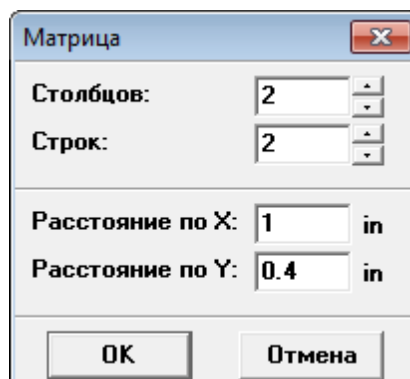 Матрица
Столбцов: 2
Строк: 2
Расстояние по X: 1 in
Расстояние по Y: 0.4 in
OK Отмена